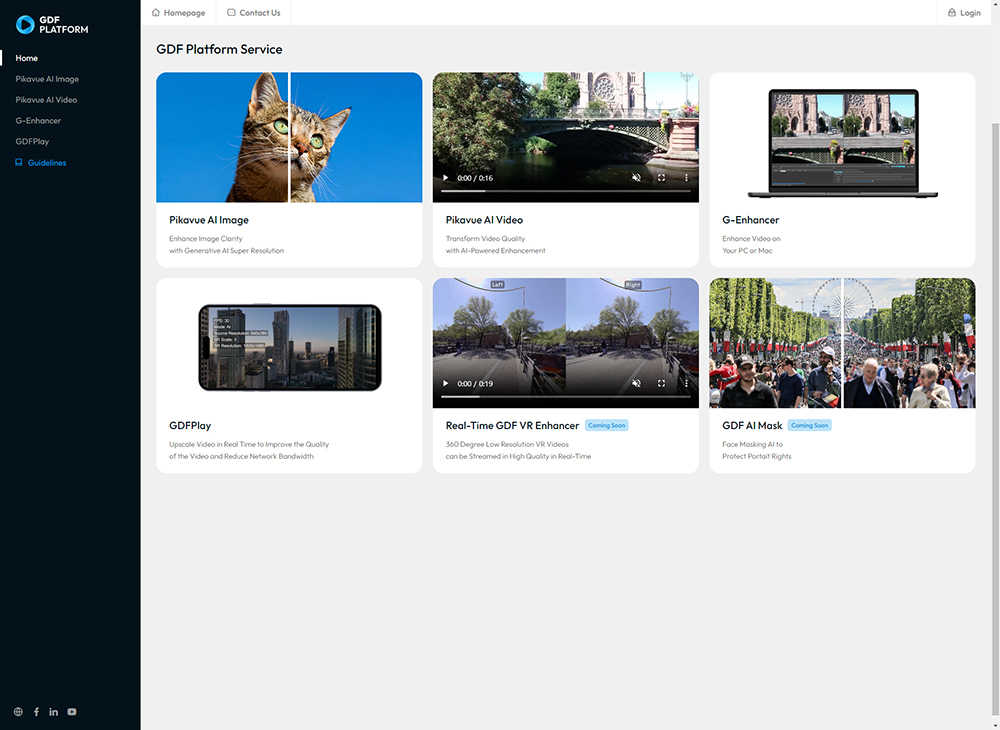 GDF
PLATFORM
Home
Pikavue AI Image
Pikavue AI Video
G-Enhancer
GDFPlay
Guidelines
Homepage
Contact Us
Login
GDF Platform Service
Pikavue AI Image
Enhance Image Clarity
with Generative AI Super Resolution
0:00 / 0:16
Pikavue AI Video
Transform Video Quality
with AI-Powered Enhancement
G-Enhancer
Enhance Video on
Your PC or Mac
FPS: 30
Mode: AI
Source Resolution: 640x360
SR Scale: 3
SR Resolution: 1920x1080
GDFPlay
Upscale Video in Real Time to Improve the Quality
of the Video and Reduce Network Bandwidth
Left
Right
0:00 / 0:19
Real-Time GDF VR Enhancer
Coming Soon
360 Degree Low Resolution VR Videos
can be Streamed in High Quality in Real-Time
GDF AI Mask
Coming Soon
Face Masking AI to
Protect Portait Rights